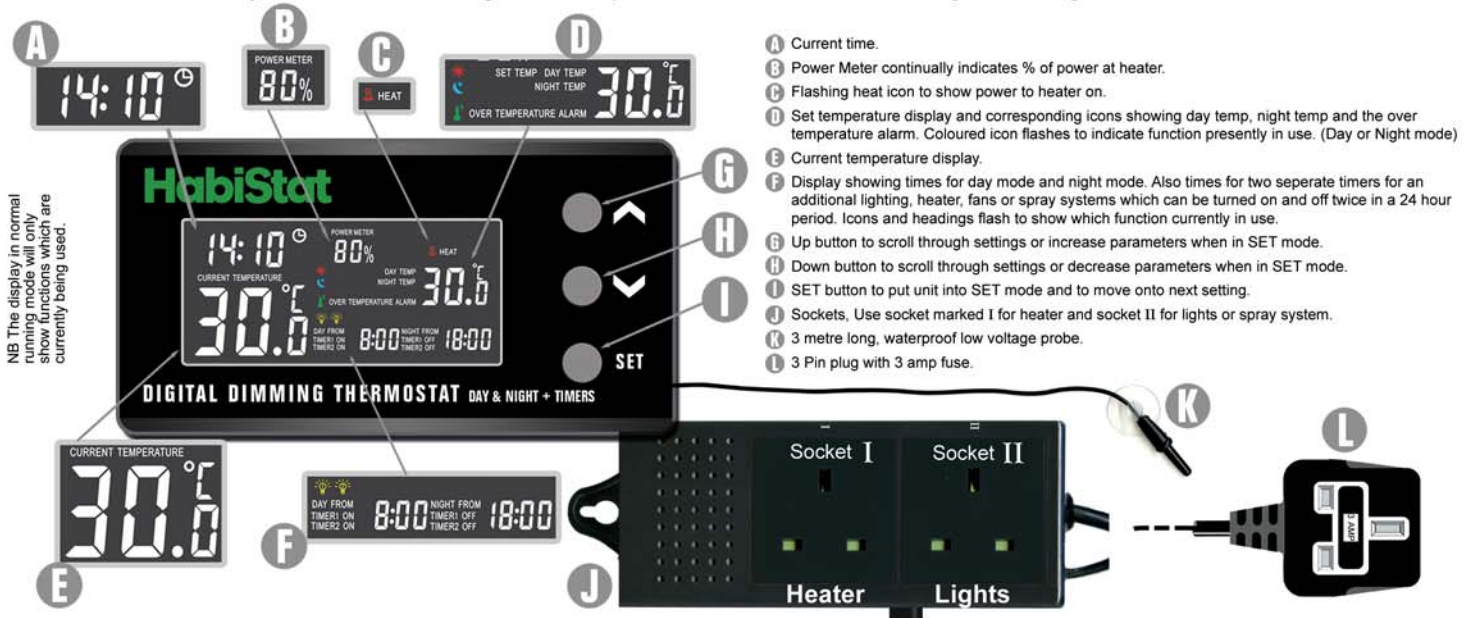 A
14:10
B
POWER METER
80%
C
HEAT
D
SET TEMP DAY TEMP
NIGHT TEMP
OVER TEMPERATURE ALARM
30.0 °C
HabiStat
14:10
POWER METER
80%
HEAT
CURRENT TEMPERATURE
30.0 °C
DAY TEMP
NIGHT TEMP
30.0 °C
OVER TEMPERATURE ALARM
DAY FROM
TIMER1 ON
TIMER2 ON
8:00
NIGHT FROM
TIMER1 OFF
TIMER2 OFF
18:00
SET
DIGITAL DIMMING THERMOSTAT DAY & NIGHT + TIMERS
G
H
I
NB The display in normal
running mode will only
show functions which are
currently being used.
CURRENT TEMPERATURE
30.0 °C
E
DAY FROM
TIMER1 ON
TIMER2 ON
8:00
NIGHT FROM
TIMER1 OFF
TIMER2 OFF
18:00
F
A Current time.
B Power Meter continually indicates % of power at heater.
C Flashing heat icon to show power to heater on.
D Set temperature display and corresponding icons showing day temp, night temp and the over
temperature alarm. Coloured icon flashes to indicate function presently in use. (Day or Night mode)
E Current temperature display.
F Display showing times for day mode and night mode. Also times for two seperate timers for an
additional lighting, heater, fans or spray systems which can be turned on and off twice in a 24 hour
period. Icons and headings flash to show which function currently in use.
G Up button to scroll through settings or increase parameters when in SET mode.
H Down button to scroll through settings or decrease parameters when in SET mode.
I SET button to put unit into SET mode and to move onto next setting.
J Sockets, Use socket marked I for heater and socket II for lights or spray system.
K 3 metre long, waterproof low voltage probe.
L 3 Pin plug with 3 amp fuse.
I
II
Socket I
Socket II
Heater
Lights
J
K
L
3 AMP